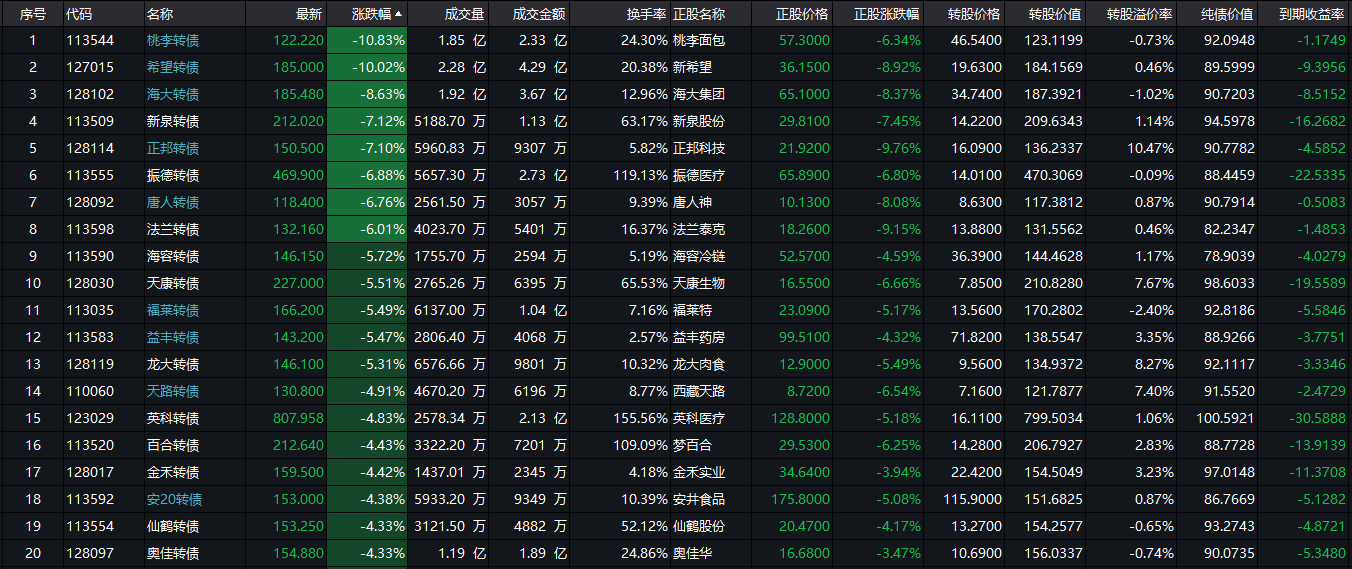 序号 代码 名称 最新 涨跌幅 成交量 成交金额 换手率 正股名称 正股价格 正股涨跌幅 转股价格 转股价值 转股溢价率 纯债价值 到期收益率
1 113544 桃李转债 122.220 -10.83% 1.85 亿 2.33 亿 24.30% 桃李面包 57.3000 -6.34% 46.5400 123.1199 -0.73% 92.0948 -1.1749
2 127015 希望转债 185.000 -10.02% 2.28 亿 4.29 亿 20.38% 新希望 36.1500 -8.92% 19.6300 184.1569 0.46% 89.5999 -9.3956
3 128102 海大转债 185.480 -8.63% 1.92 亿 3.67 亿 12.96% 海大集团 65.1000 -8.37% 34.7400 187.3921 -1.02% 90.7203 -8.5152
4 113509 新泉转债 212.020 -7.12% 5188.70 万 1.13 亿 63.17% 新泉股份 29.8100 -7.45% 14.2200 209.6343 1.14% 94.5978 -16.2682
5 128114 正邦转债 150.500 -7.10% 5960.83 万 9307 万 5.82% 正邦科技 21.9200 -9.76% 16.0900 136.2337 10.47% 90.7782 -4.5852
6 113555 振德转债 469.900 -6.88% 5657.30 万 2.73 亿 119.13% 振德医疗 65.8900 -6.80% 14.0100 470.3069 -0.09% 88.4459 -22.5335
7 128092 唐人转债 118.400 -6.76% 2561.50 万 3057 万 9.39% 唐人神 10.1300 -8.08% 8.6300 117.3812 0.87% 90.7914 -0.5083
8 113598 法兰转债 132.160 -6.01% 4023.70 万 5401 万 16.37% 法兰泰克 18.2600 -9.15% 13.8800 131.5562 0.46% 82.2347 -1.4853
9 113590 海容转债 146.150 -5.72% 1755.70 万 2594 万 5.19% 海容冷链 52.5700 -4.59% 36.3900 144.4628 1.17% 78.9039 -4.0279
10 128030 天康转债 227.000 -5.51% 2765.26 万 6395 万 65.53% 天康生物 16.5500 -6.66% 7.8500 210.8280 7.67% 98.6033 -19.5589
11 113035 福莱转债 166.200 -5.49% 6137.00 万 1.04 亿 7.16% 福莱特 23.0900 -5.17% 13.5600 170.2802 -2.40% 92.8186 -5.5846
12 113583 益丰转债 143.200 -5.47% 2806.40 万 4068 万 2.57% 益丰药房 99.5100 -4.32% 71.8200 138.5547 3.35% 88.9266 -3.7751
13 128119 龙大转债 146.100 -5.31% 6576.66 万 9801 万 10.32% 龙大肉食 12.9000 -5.49% 9.5600 134.9372 8.27% 92.1117 -3.3346
14 110060 天路转债 130.800 -4.91% 4670.20 万 6196 万 8.77% 西藏天路 8.7200 -6.54% 7.1600 121.7877 7.40% 91.5520 -2.4729
15 123029 英科转债 807.958 -4.83% 2578.34 万 2.13 亿 155.56% 英科医疗 128.8000 -5.18% 16.1100 799.5034 1.06% 100.5921 -30.5888
16 113520 百合转债 212.640 -4.43% 3322.20 万 7201 万 109.09% 梦百合 29.5300 -6.25% 14.2800 206.7927 2.83% 88.7728 -13.9139
17 128017 金禾转债 159.500 -4.42% 1437.01 万 2345 万 4.18% 金禾实业 34.6400 -3.94% 22.4200 154.5049 3.23% 97.0148 -11.3708
18 113592 安20转债 153.000 -4.38% 5933.20 万 9349 万 10.39% 安井食品 175.8000 -5.08% 115.9000 151.6825 0.87% 86.7669 -5.1282
19 113554 仙鹤转债 153.250 -4.33% 3121.50 万 4882 万 52.12% 仙鹤股份 20.4700 -4.17% 13.2700 154.2577 -0.65% 93.2743 -4.8721
20 128097 奥佳转债 154.880 -4.33% 1.19 亿 1.89 亿 24.86% 奥佳华 16.6800 -3.47% 10.6900 156.0337 -0.74% 90.0735 -5.3480